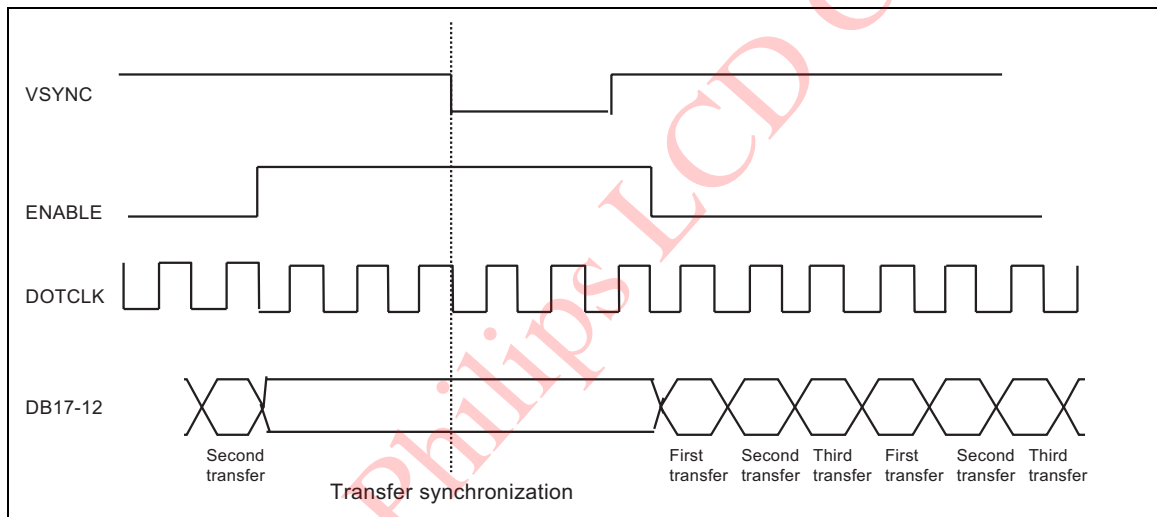 VSYNC
ENABLE
DOTCLK
DB17-12
Second
transfer
First
transfer
Second
transfer
Third
transfer
First
transfer
Second
transfer
Third
transfer
Transfer synchronization
Philips LCD